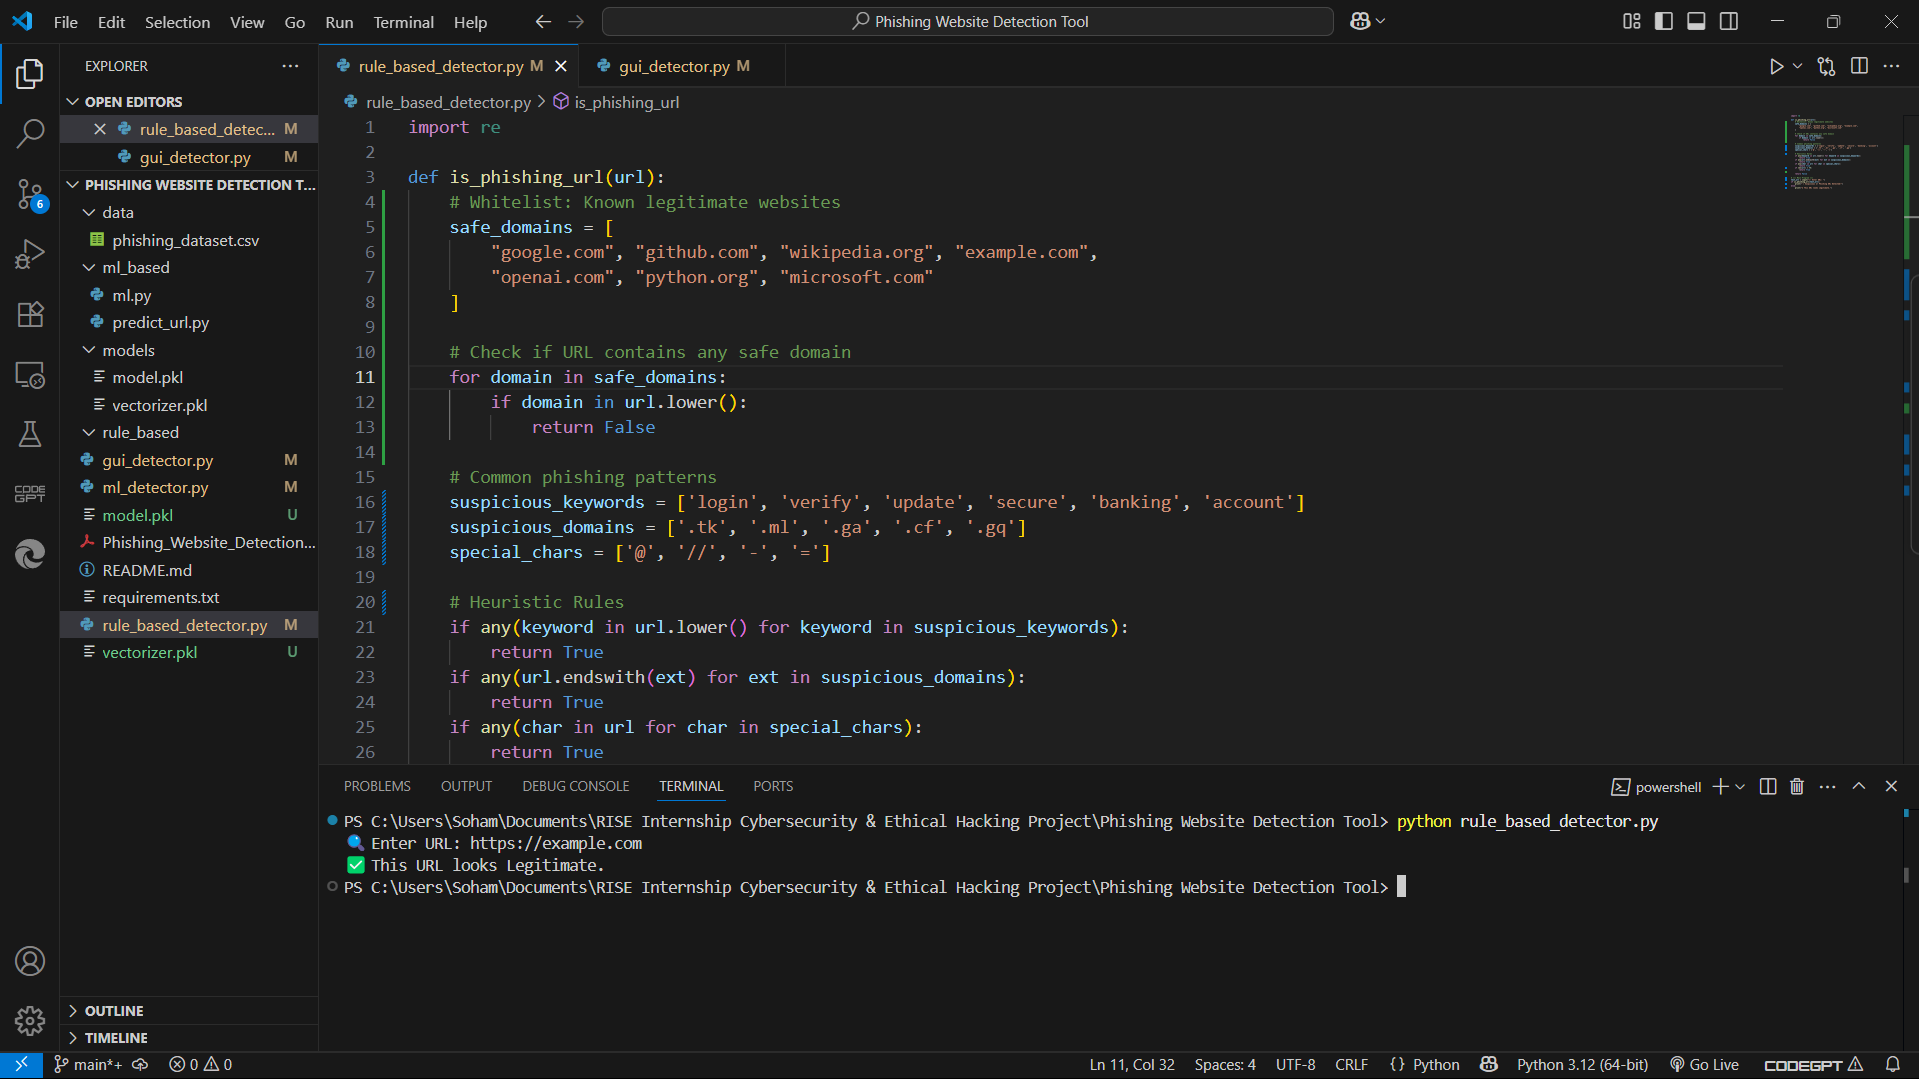 File Edit Selection View Go Run Terminal Help
Phishing Website Detection Tool
EXPLORER
OPEN EDITORS
rule_based_detec... M
gui_detector.py M
PHISHING WEBSITE DETECTION T...
data
phishing_dataset.csv
ml_based
ml.py
predict_url.py
models
model.pkl
vectorizer.pkl
rule_based
gui_detector.py M
ml_detector.py M
model.pkl U
Phishing_Website_Detection...
README.md
requirements.txt
rule_based_detector.py M
vectorizer.pkl U
OUTLINE
TIMELINE
6
CODE
GPT
rule_based_detector.py M
gui_detector.py M
rule_based_detector.py > is_phishing_url
1 import re
2
3 def is_phishing_url(url):
4 # Whitelist: Known legitimate websites
5 safe_domains = [
6 "google.com", "github.com", "wikipedia.org", "example.com",
7 "openai.com", "python.org", "microsoft.com"
8 ]
9
10 # Check if URL contains any safe domain
11 for domain in safe_domains:
12 if domain in url.lower():
13 return False
14
15 # Common phishing patterns
16 suspicious_keywords = ['login', 'verify', 'update', 'secure', 'banking', 'account']
17 suspicious_domains = ['.tk', '.ml', '.ga', '.cf', '.gq']
18 special_chars = ['@', '//', '-', '=']
19
20 # Heuristic Rules
21 if any(keyword in url.lower() for keyword in suspicious_keywords):
22 return True
23 if any(url.endswith(ext) for ext in suspicious_domains):
24 return True
25 if any(char in url for char in special_chars):
26 return True
PROBLEMS OUTPUT DEBUG CONSOLE TERMINAL PORTS
powershell
PS C:\Users\Soham\Documents\RISE Internship Cybersecurity & Ethical Hacking Project\Phishing Website Detection Tool> python rule_based_detector.py
🔍 Enter URL: https://example.com
✅ This URL looks Legitimate.
PS C:\Users\Soham\Documents\RISE Internship Cybersecurity & Ethical Hacking Project\Phishing Website Detection Tool>
main*+ 0 0
Ln 11, Col 32 Spaces: 4 UTF-8 CRLF {} Python Python 3.12 (64-bit) Go Live CODEGPT